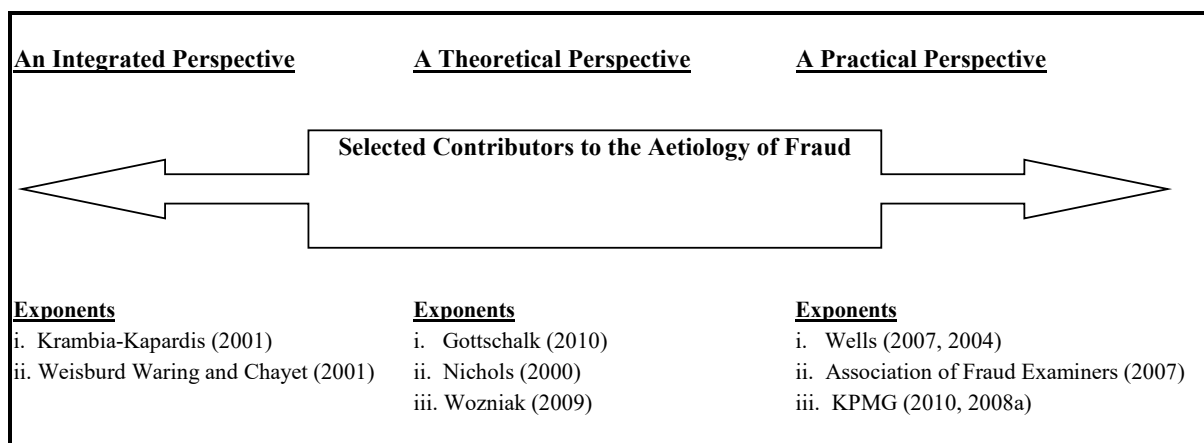 An Integrated Perspective
A Theoretical Perspective
A Practical Perspective
Selected Contributors to the Aetiology of Fraud
Exponents
i. Krambia-Kapardis (2001)
ii. Weisburd Waring and Chayet (2001)
Exponents
i. Gottschalk (2010)
ii. Nichols (2000)
iii. Wozniak (2009)
Exponents
i. Wells (2007, 2004)
ii. Association of Fraud Examiners (2007)
iii. KPMG (2010, 2008a)